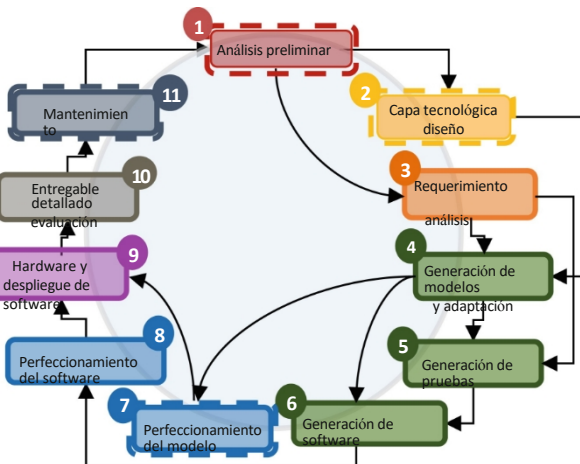 1
Análisis preliminar
2
Capa tecnológica
diseño
3
Requerimiento
análisis
4
Generación de
modelos
y adaptación
5
Generación de
pruebas
6
Generación de
software
7
Perfeccionamiento
del modelo
8
Perfeccionamiento
del software
9
Hardware y
despliegue de
software
10
Entregable
detallado
evaluación
11
Mantenimien
to